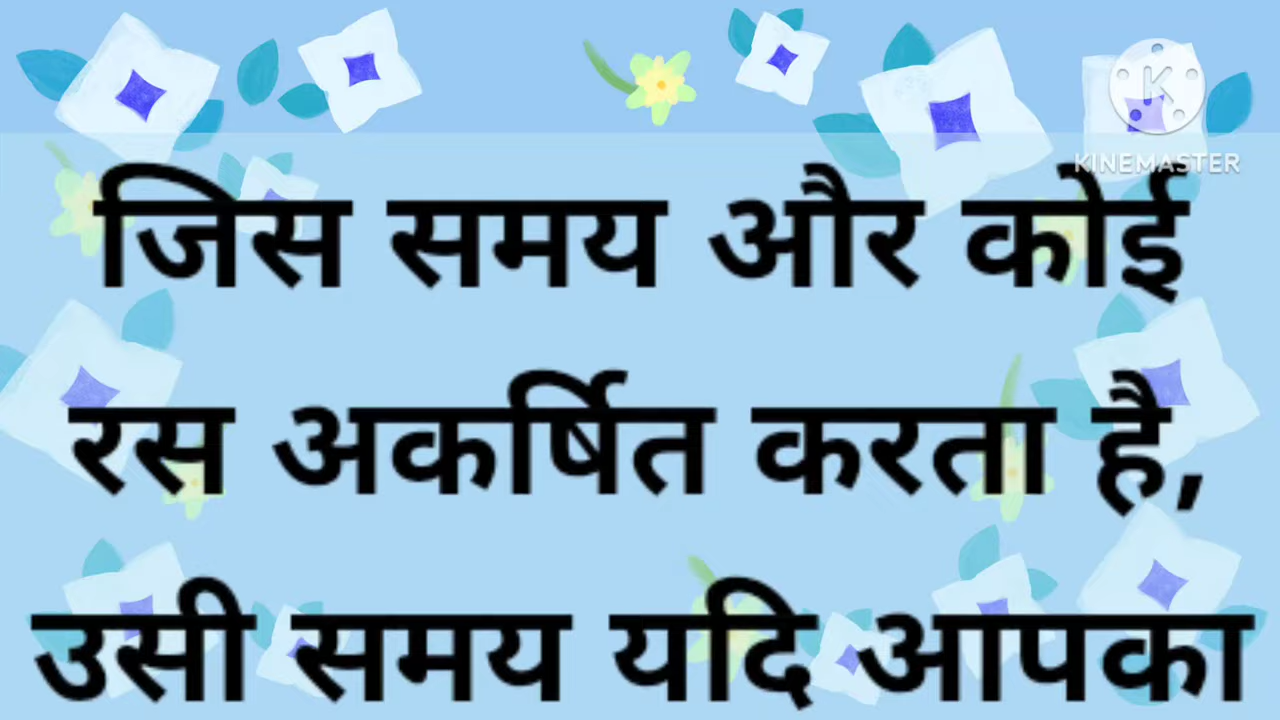 KINEMASTER
जिस समय और कोई
रस अकर्षित करता है,
उसी समय यदि आपका